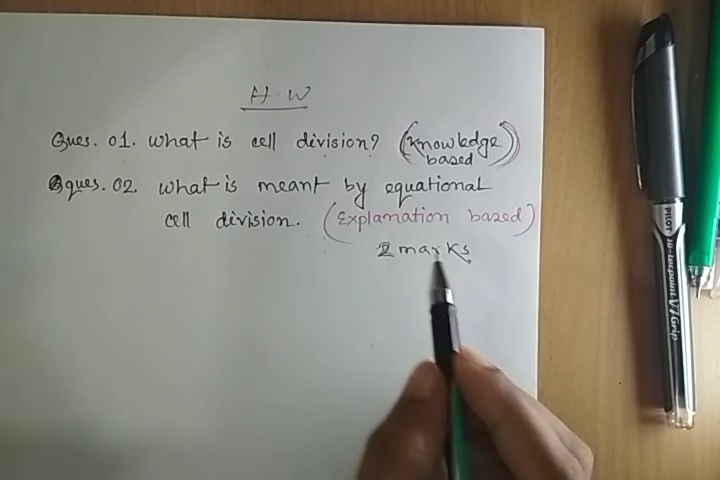 H.W
Ques. 01. What is cell division? (Knowledge based)
Ques. 02. What is meant by equational
cell division. (Explanation based)
2 marks
PILOT Hi-tecpoint V7 Grip